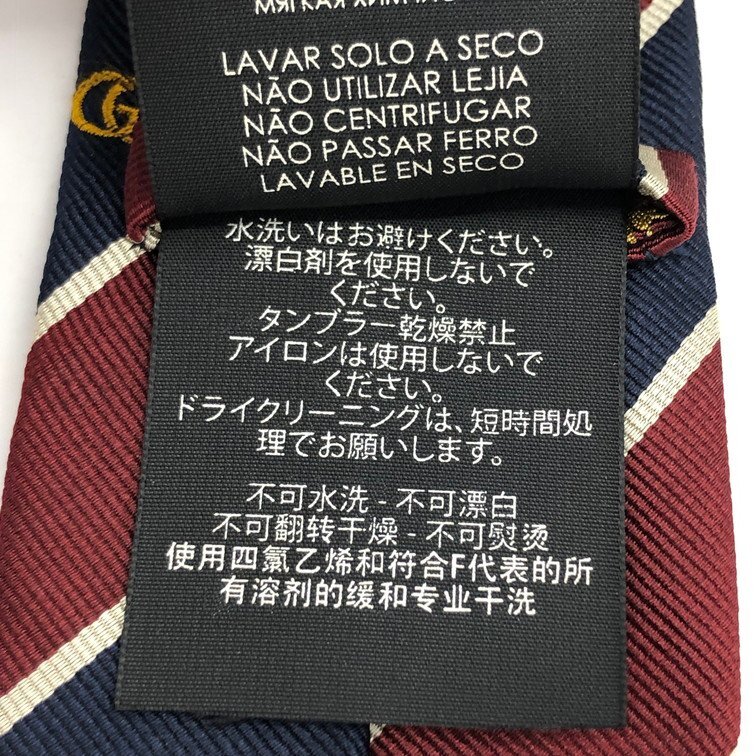 МЯГКАЯ
LAVAR SOLO A SECO
NÃO UTILIZAR LEJIA
NÃO CENTRIFUGAR
NÃO PASSAR FERRO
LAVABLE EN SECO
水洗いはお避けください。
漂白剤を使用しないで
ください。
タンブラー乾燥禁止
アイロンは使用しないで
ください。
ドライクリーニングは、短時間処
理でお願いします。
不可水洗 - 不可漂白
不可翻转干燥 - 不可熨烫
使用四氯乙烯和符合F代表的所
有溶剂的缓和专业干洗